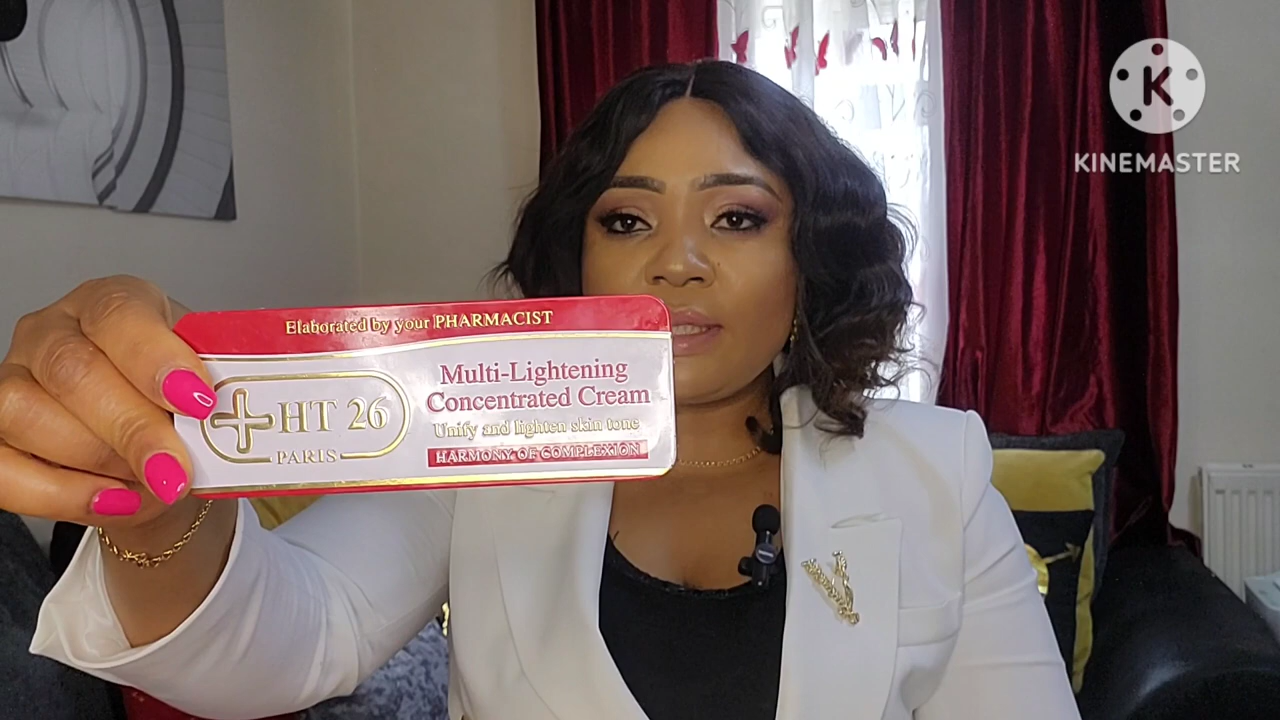 Elaborated by your PHARMACIST
HT 26
PARIS
Multi-Lightening
Concentrated Cream
Unify and lighten skin tone
HARMONY OF COMPLEXION
K
KINEMASTER